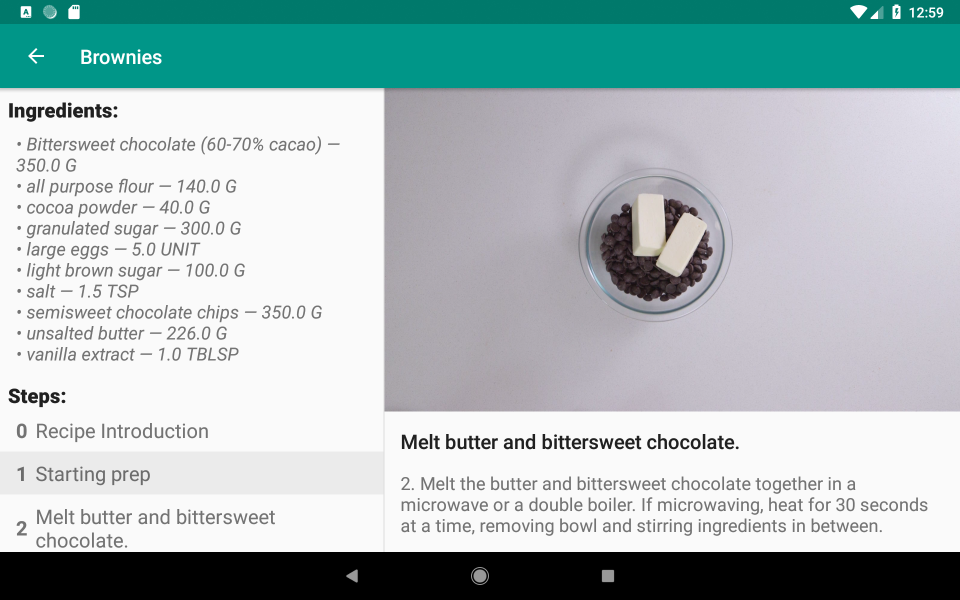 12:59
Brownies
Ingredients:
• Bittersweet chocolate (60-70% cacao) —
350.0 G
• all purpose flour — 140.0 G
• cocoa powder — 40.0 G
• granulated sugar — 300.0 G
• large eggs — 5.0 UNIT
• light brown sugar — 100.0 G
• salt — 1.5 TSP
• semisweet chocolate chips — 350.0 G
• unsalted butter — 226.0 G
• vanilla extract — 1.0 TBLSP
Steps:
0 Recipe Introduction
1 Starting prep
2 Melt butter and bittersweet
chocolate.
Melt butter and bittersweet chocolate.
2. Melt the butter and bittersweet chocolate together in a
microwave or a double boiler. If microwaving, heat for 30 seconds
at a time, removing bowl and stirring ingredients in between.